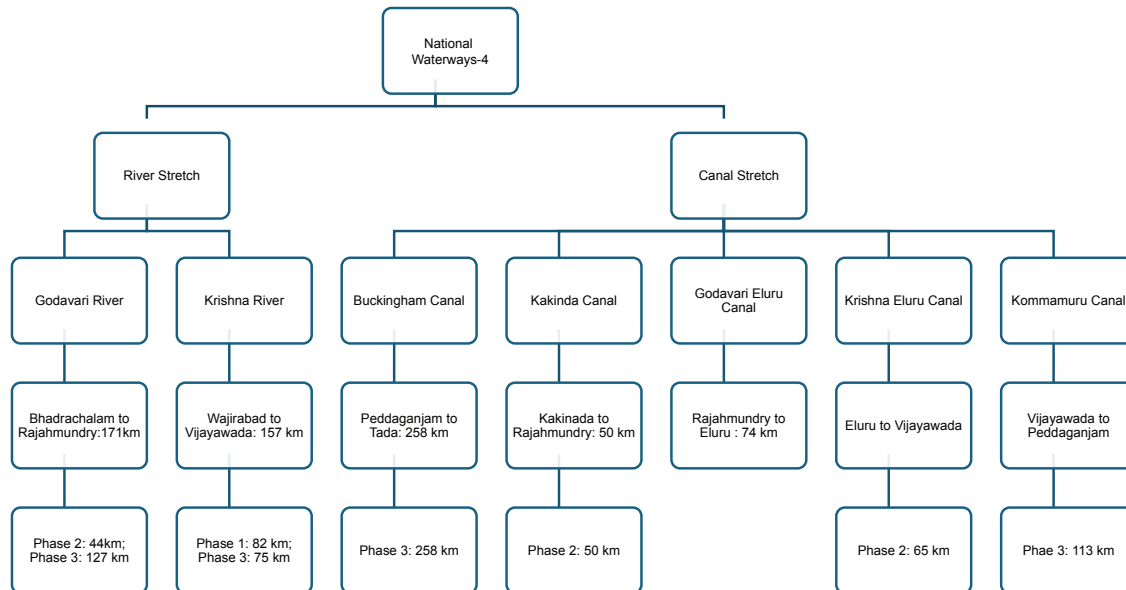 National
Waterways-4
River Stretch
Canal Stretch
Godavari River
Krishna River
Buckingham Canal
Kakinda Canal
Godavari Eluru
Canal
Krishna Eluru Canal
Kommamuru Canal
Bhadrachalam to
Rajahmundry:171km
Wajirabad to
Vijayawada: 157 km
Peddaganjam to
Tada: 258 km
Kakinada to
Rajahmundry: 50 km
Rajahmundry to
Eluru : 74 km
Eluru to Vijayawada
Vijayawada to
Peddaganjam
Phase 2: 44km;
Phase 3: 127 km
Phase 1: 82 km;
Phase 3: 75 km
Phase 3: 258 km
Phase 2: 50 km
Phase 2: 65 km
Phae 3: 113 km